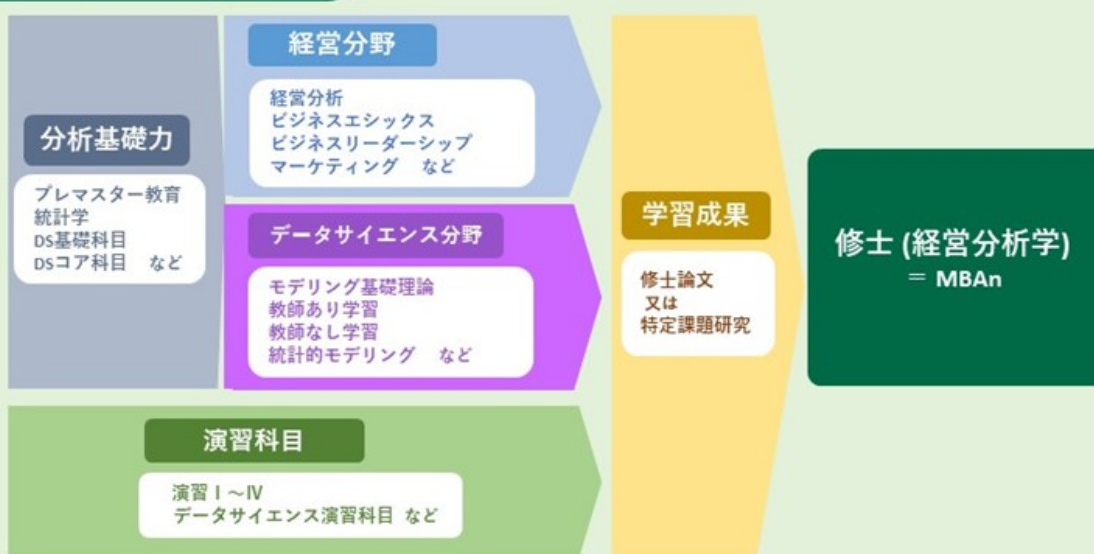 分析基礎力
プレマスター教育
統計学
DS基礎科目
DSコア科目　など
経営分野
経営分析
ビジネスエシックス
ビジネスリーダーシップ
マーケティング　など
データサイエンス分野
モデリング基礎理論
教師あり学習
教師なし学習
統計的モデリング　など
演習科目
演習Ⅰ～Ⅳ
データサイエンス演習科目 など
学習成果
修士論文
又は
特定課題研究
修士 (経営分析学)
＝ MBAn